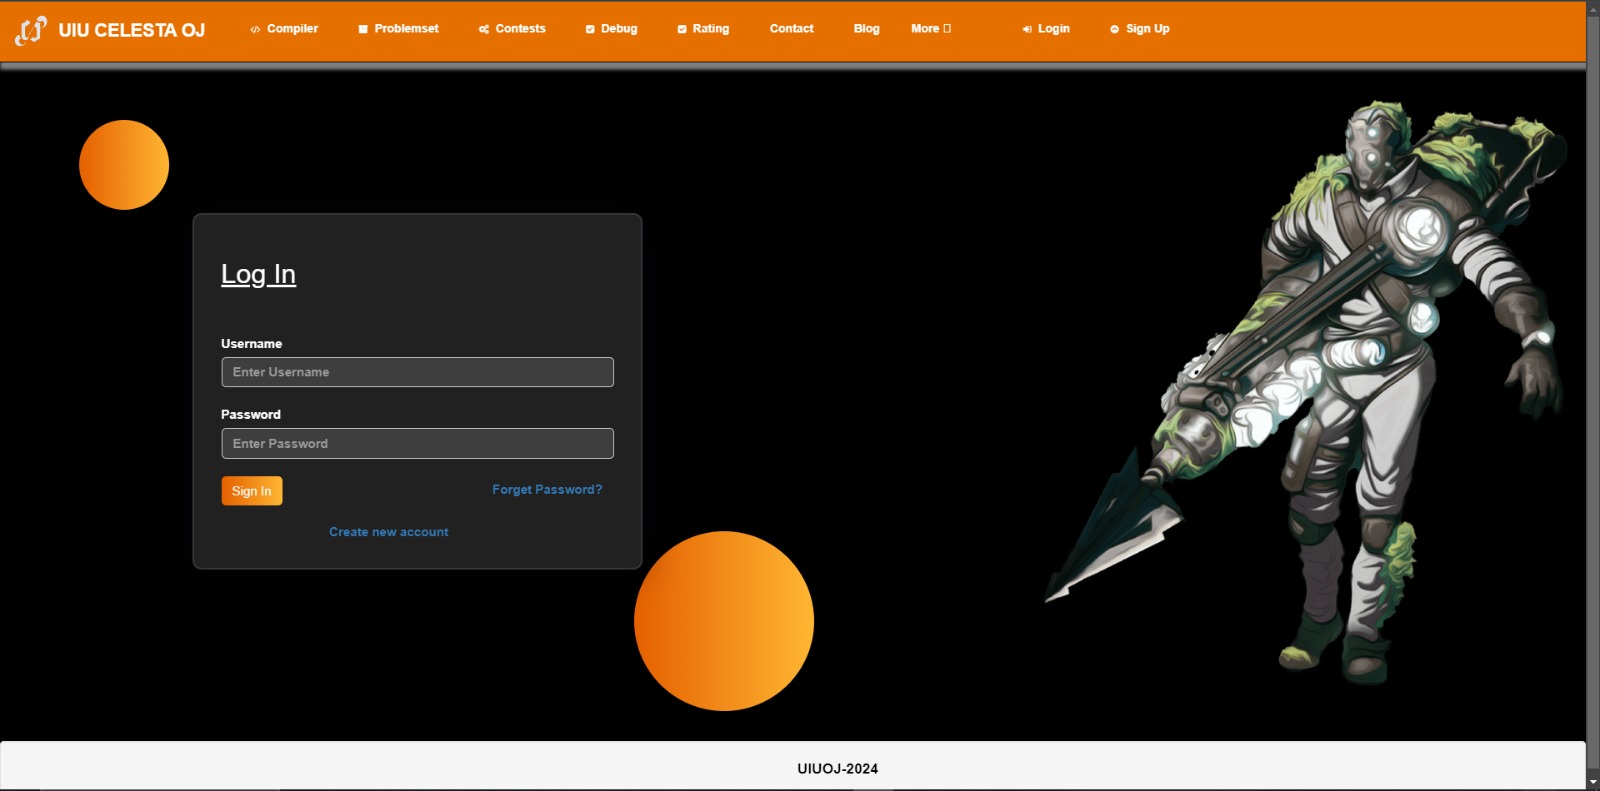 UIU CELESTA OJ Compiler Problemset Contests Debug Rating Contact Blog More Login Sign Up
Log In
Username
Enter Username
Password
Enter Password
Sign In Forget Password?
Create new account
UIUOJ-2024